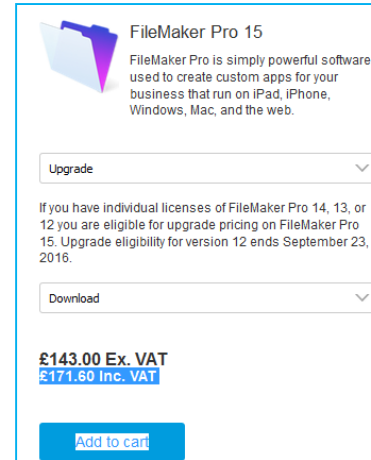 FileMaker Pro 15
FileMaker Pro is simply powerful software
used to create custom apps for your
business that run on iPad, iPhone,
Windows, Mac, and the web.
Upgrade
If you have individual licenses of FileMaker Pro 14, 13, or
12 you are eligible for upgrade pricing on FileMaker Pro
15. Upgrade eligibility for version 12 ends September 23,
2016.
Download
£143.00 Ex. VAT
£171.60 Inc. VAT
Add to cart